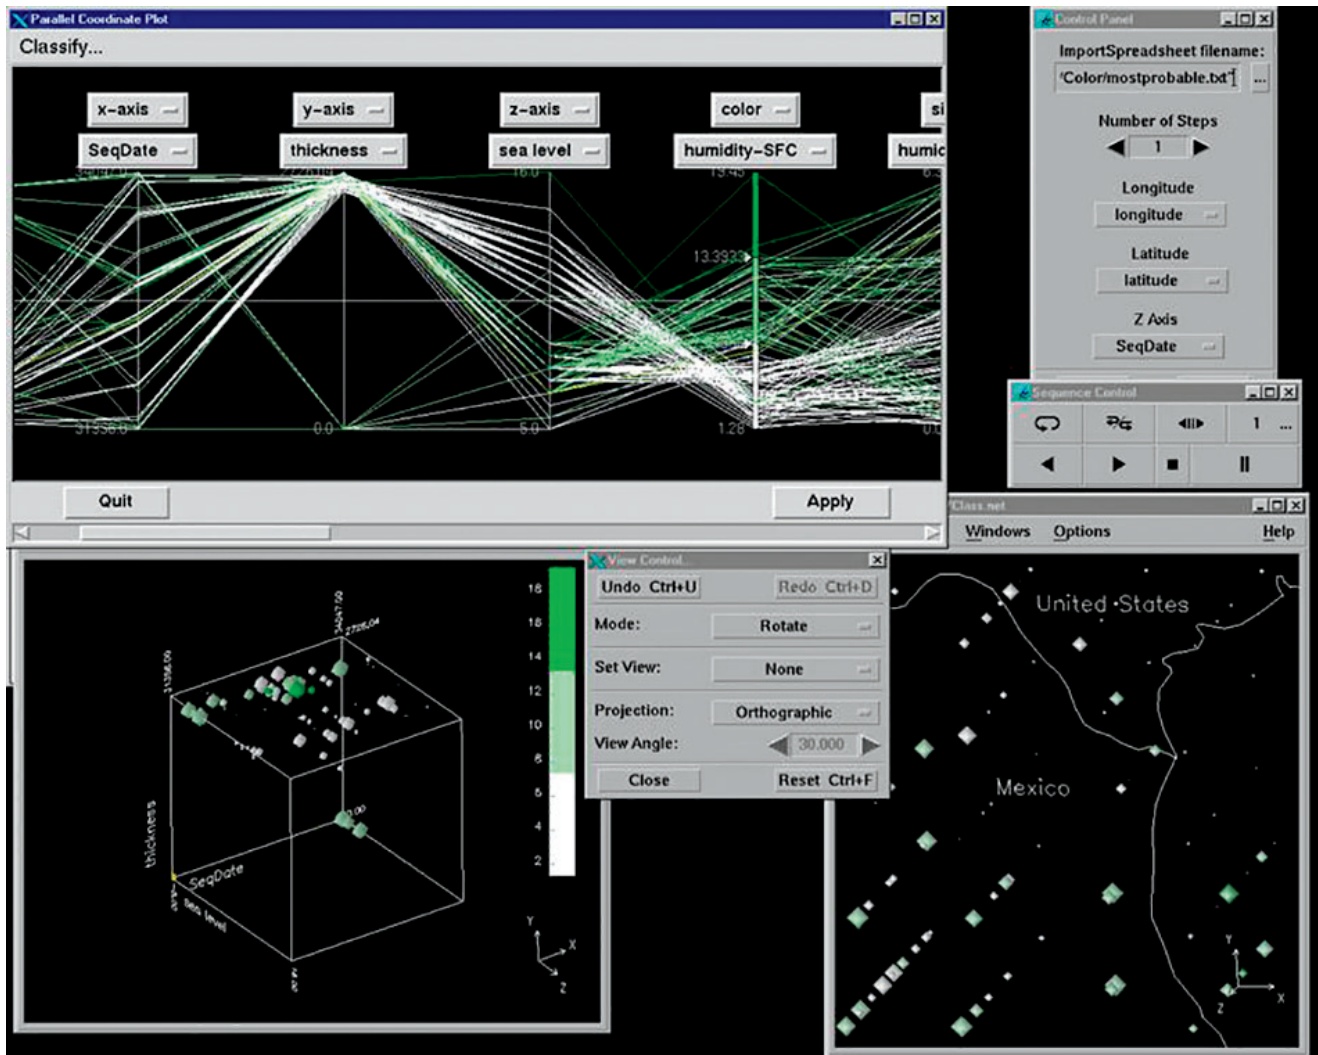 Parallel Coordinate Plot
Classify...
x-axis y-axis z-axis color
SeqDate thickness sea level humidity-SFC
16.0 19.45
13.3933
0.0 5.0 1.28
Quit Apply
Control Panel
ImportSpreadsheet filename:
"Color/mostprobable.txt" ...
Number of Steps
1
Longitude
longitude
Latitude
latitude
Z Axis
SeqDate
Sequence Control
1 ...
Class.net
Windows Options Help
United States
Mexico
Y
X
Z
View Control...
Undo Ctrl+U Redo Ctrl+D
Mode: Rotate
Set View: None
Projection: Orthographic
View Angle: 30.000
Close Reset Ctrl+F
18
16
14
12
10
8
6
4
2
thickness
SeqDate
sea level
Y
X
Z